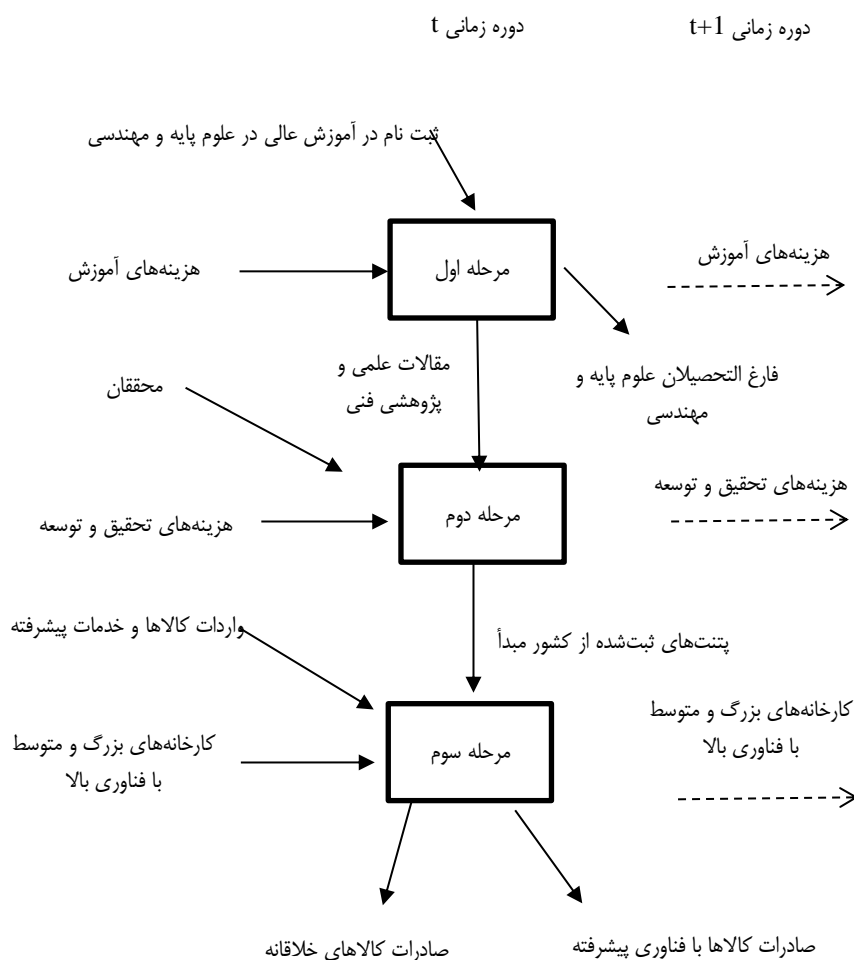 دوره زمانی t
دوره زمانی t+1
ثبت نام در آموزش عالی در علوم پایه و مهندسی
هزینه‌های آموزش
مرحله اول
هزینه‌های آموزش
مقالات علمی و
پژوهشی فنی
فارغ التحصیلان علوم پایه و
مهندسی
محققان
هزینه‌های تحقیق و توسعه
مرحله دوم
هزینه‌های تحقیق و توسعه
پتنت‌های ثبت‌شده از کشور مبدأ
واردات کالاها و خدمات پیشرفته
کارخانه‌های بزرگ و متوسط
با فناوری بالا
مرحله سوم
کارخانه‌های بزرگ و متوسط
با فناوری بالا
صادرات کالاها با فناوری پیشرفته
صادرات کالاهای خلاقانه